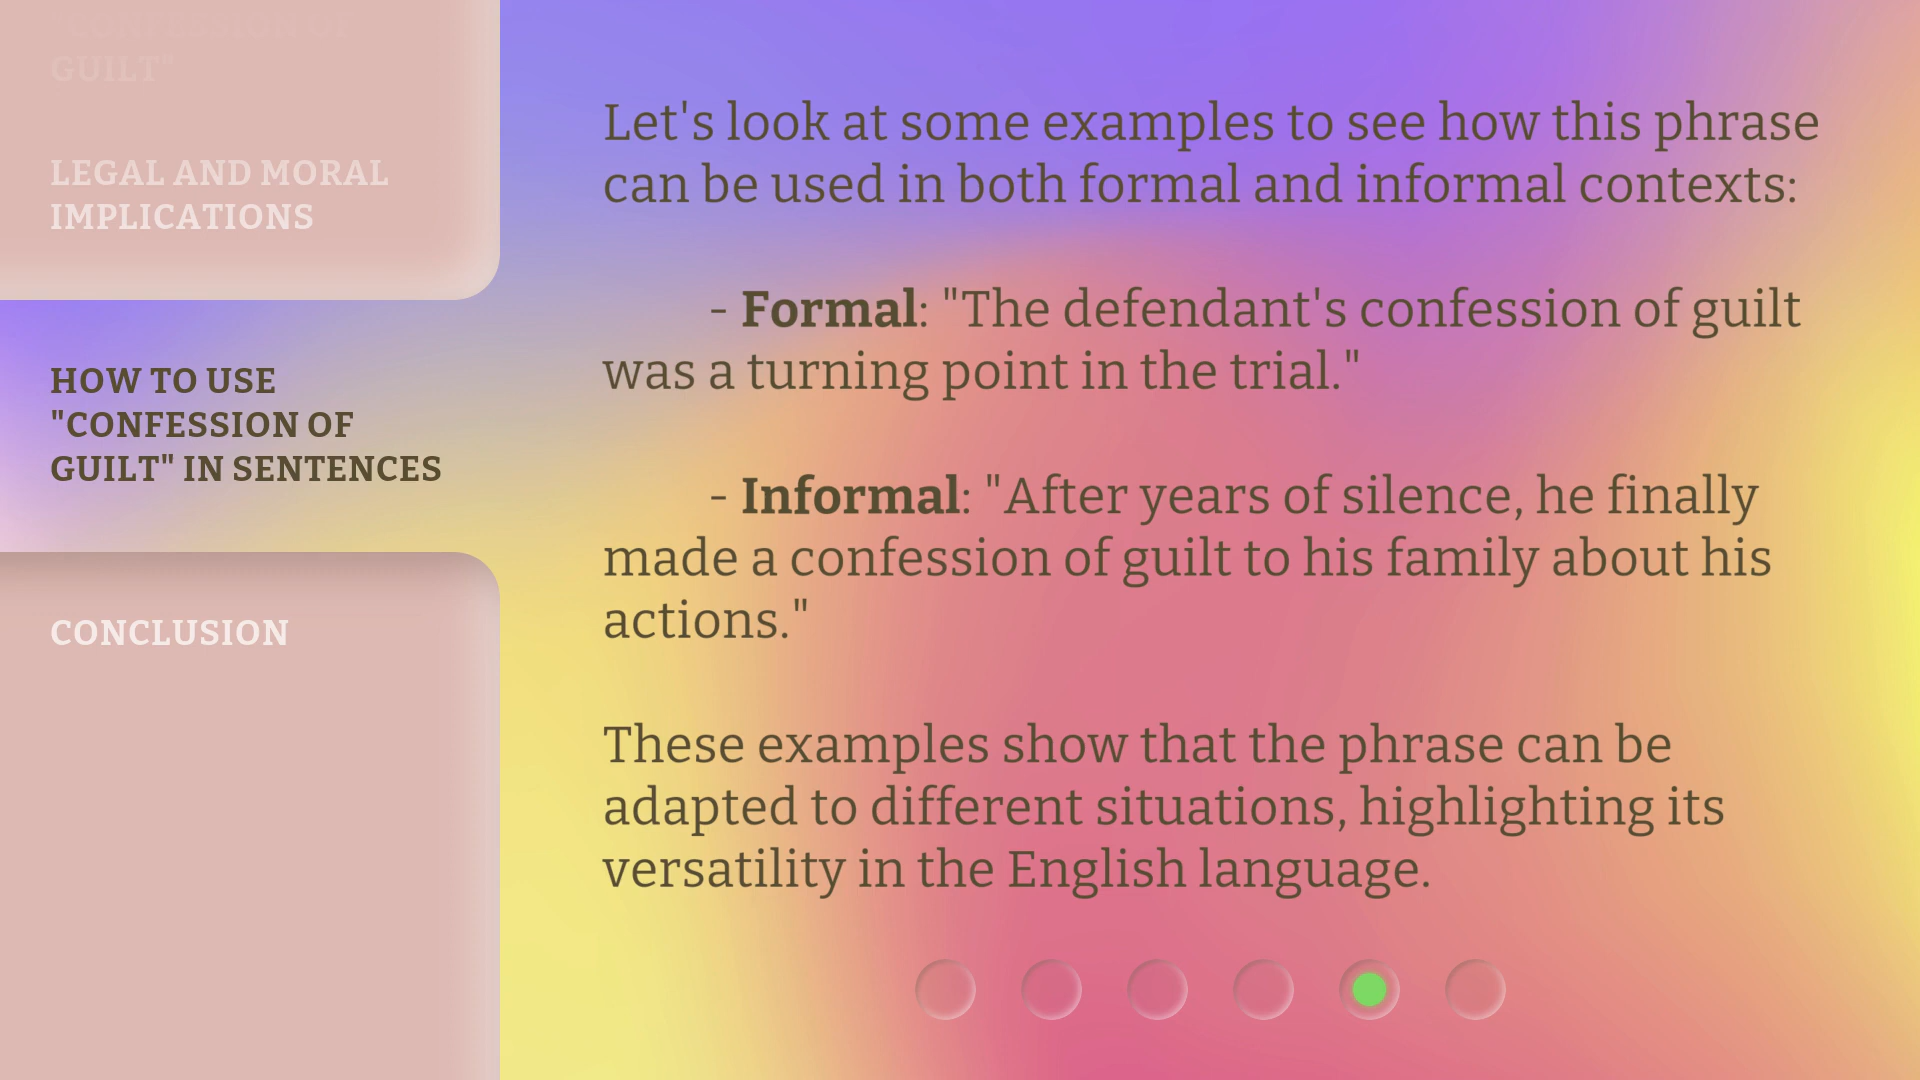 "CONFESSION OF
GUILT"
LEGAL AND MORAL
IMPLICATIONS
HOW TO USE
"CONFESSION OF
GUILT" IN SENTENCES
CONCLUSION
Let's look at some examples to see how this phrase
can be used in both formal and informal contexts:
- Formal: "The defendant's confession of guilt
was a turning point in the trial."
- Informal: "After years of silence, he finally
made a confession of guilt to his family about his
actions."
These examples show that the phrase can be
adapted to different situations, highlighting its
versatility in the English language.